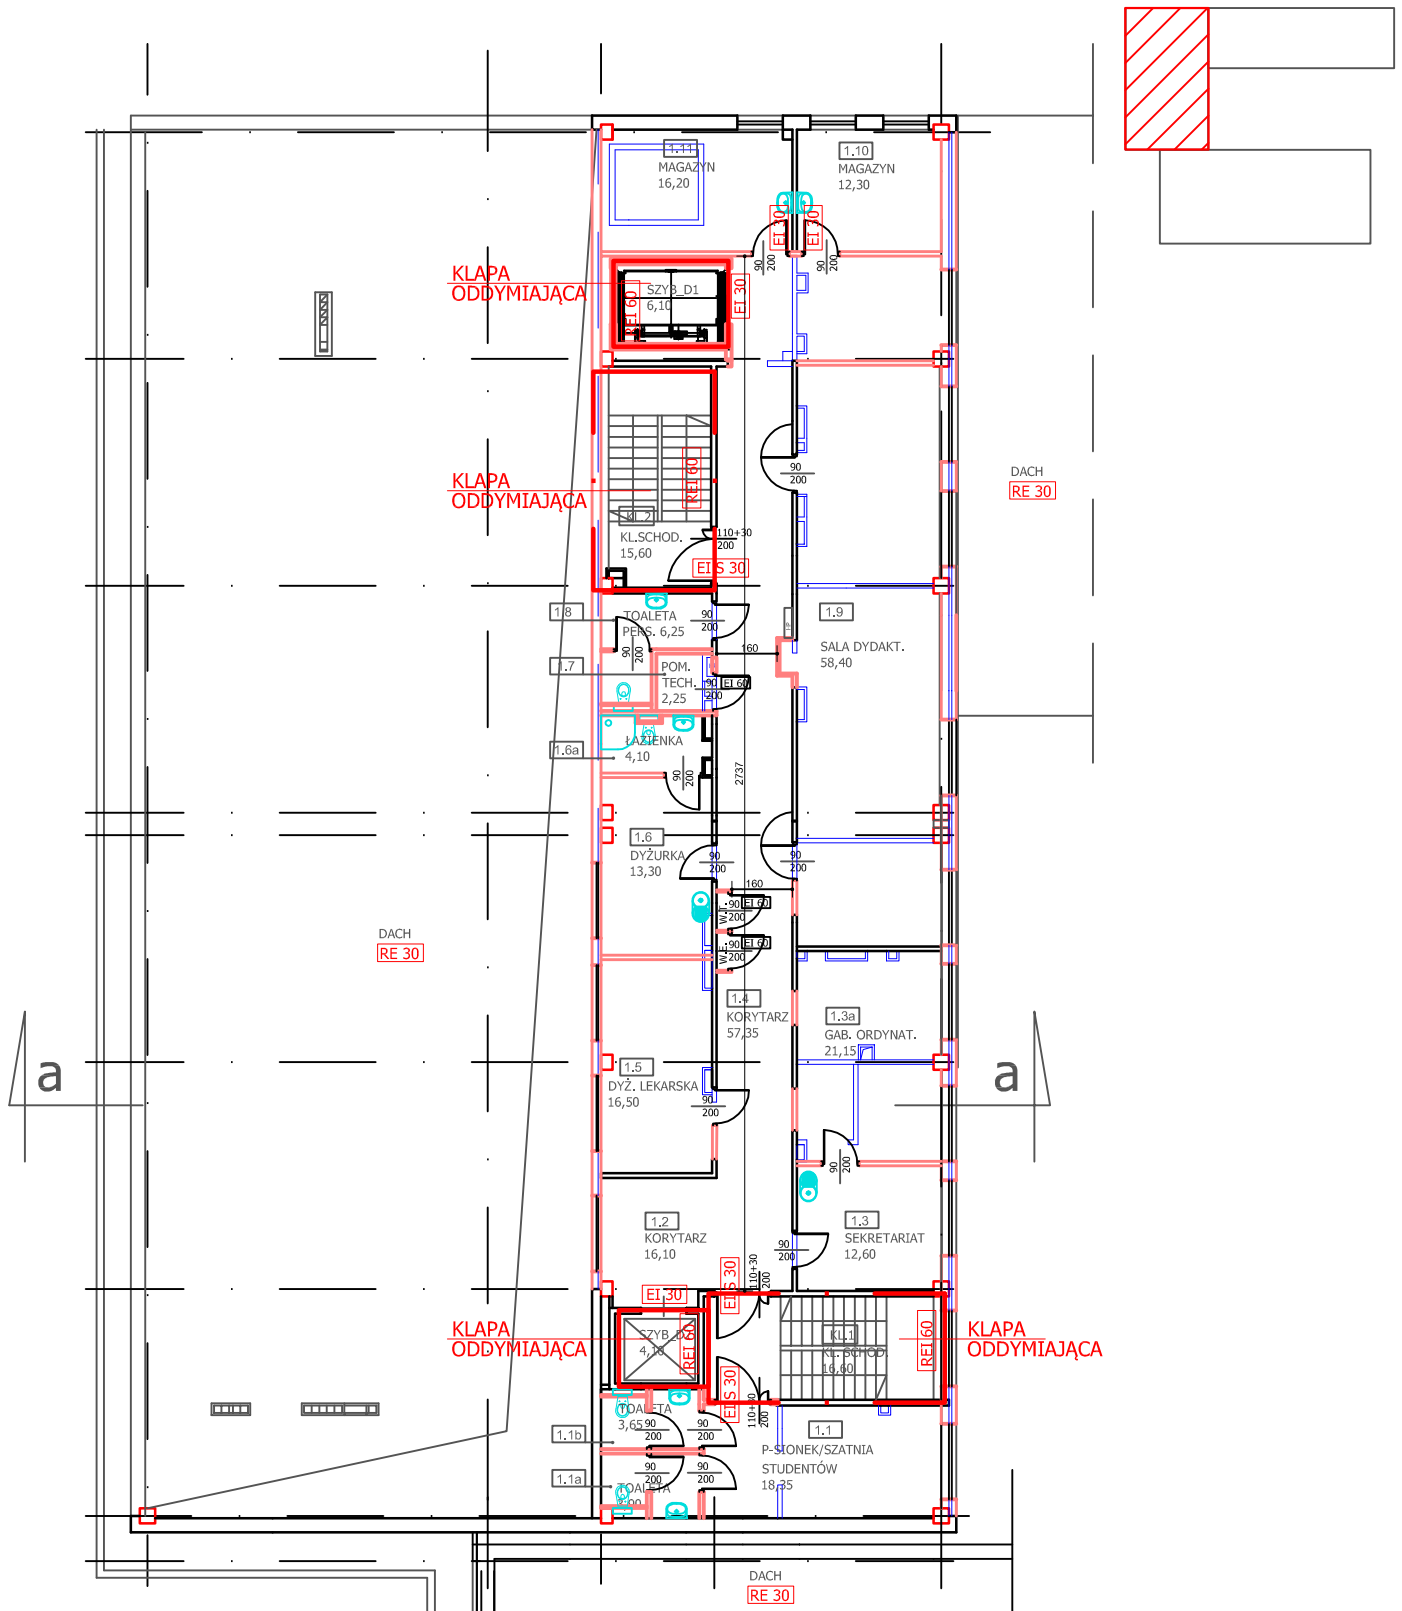 1.11
MAGAZYN
16,20
1.10
MAGAZYN
12,30
EI 30
EI 30
90
200
90
200
KLAPA
ODDYMIAJĄCA
SZYB_D1
6,10
REI 60
EI 30
KLAPA
ODDYMIAJĄCA
REI 60
KL.2
KL.SCHOD.
15,60
110+30
200
EI S 30
90
200
DACH
RE 30
1.8
TOALETA
PERS. 6,25
90
200
90
200
1.9
SALA DYDAKT.
58,40
160
1.7
POM.
TECH.
2,25
90
200
EI 60
1.6a
ŁAZIENKA
4,10
90
200
2737
1.6
DYŻURKA
13,30
90
200
90
200
160
W.T.
90
200
EI 60
W.E.
90
200
EI 60
DACH
RE 30
1.4
KORYTARZ
57,35
1.3a
GAB. ORDYNAT.
21,15
a
a
1.5
DYŻ. LEKARSKA
16,50
90
200
90
200
1.2
KORYTARZ
16,10
1.3
SEKRETARIAT
12,60
90
200
EI 30
EI S 30
110+30
200
KLAPA
ODDYMIAJĄCA
4,10
REI 60
KL.1
KL. SCHOD.
16,60
REI 60
KLAPA
ODDYMIAJĄCA
EI S 30
110+30
200
TOALETA
3,65
1.1b
90
200
90
200
1.1
P-SIONEK/SZATNIA
STUDENTÓW
18,35
1.1a
90
200
90
200
TOALETA
DACH
RE 30